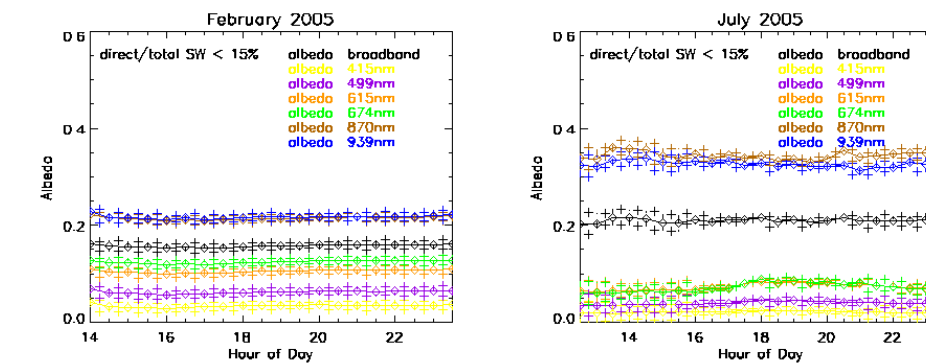 February 2005
direct/total SW < 15%
albedo broadband
albedo 415nm
albedo 499nm
albedo 615nm
albedo 674nm
albedo 870nm
albedo 939nm
0.6
0.4
0.2
0.0
Albedo
14 16 18 20 22
Hour of Day
July 2005
direct/total SW < 15%
albedo broadband
albedo 415nm
albedo 499nm
albedo 615nm
albedo 674nm
albedo 870nm
albedo 939nm
0.6
0.4
0.2
0.0
Albedo
14 16 18 20 22
Hour of Day